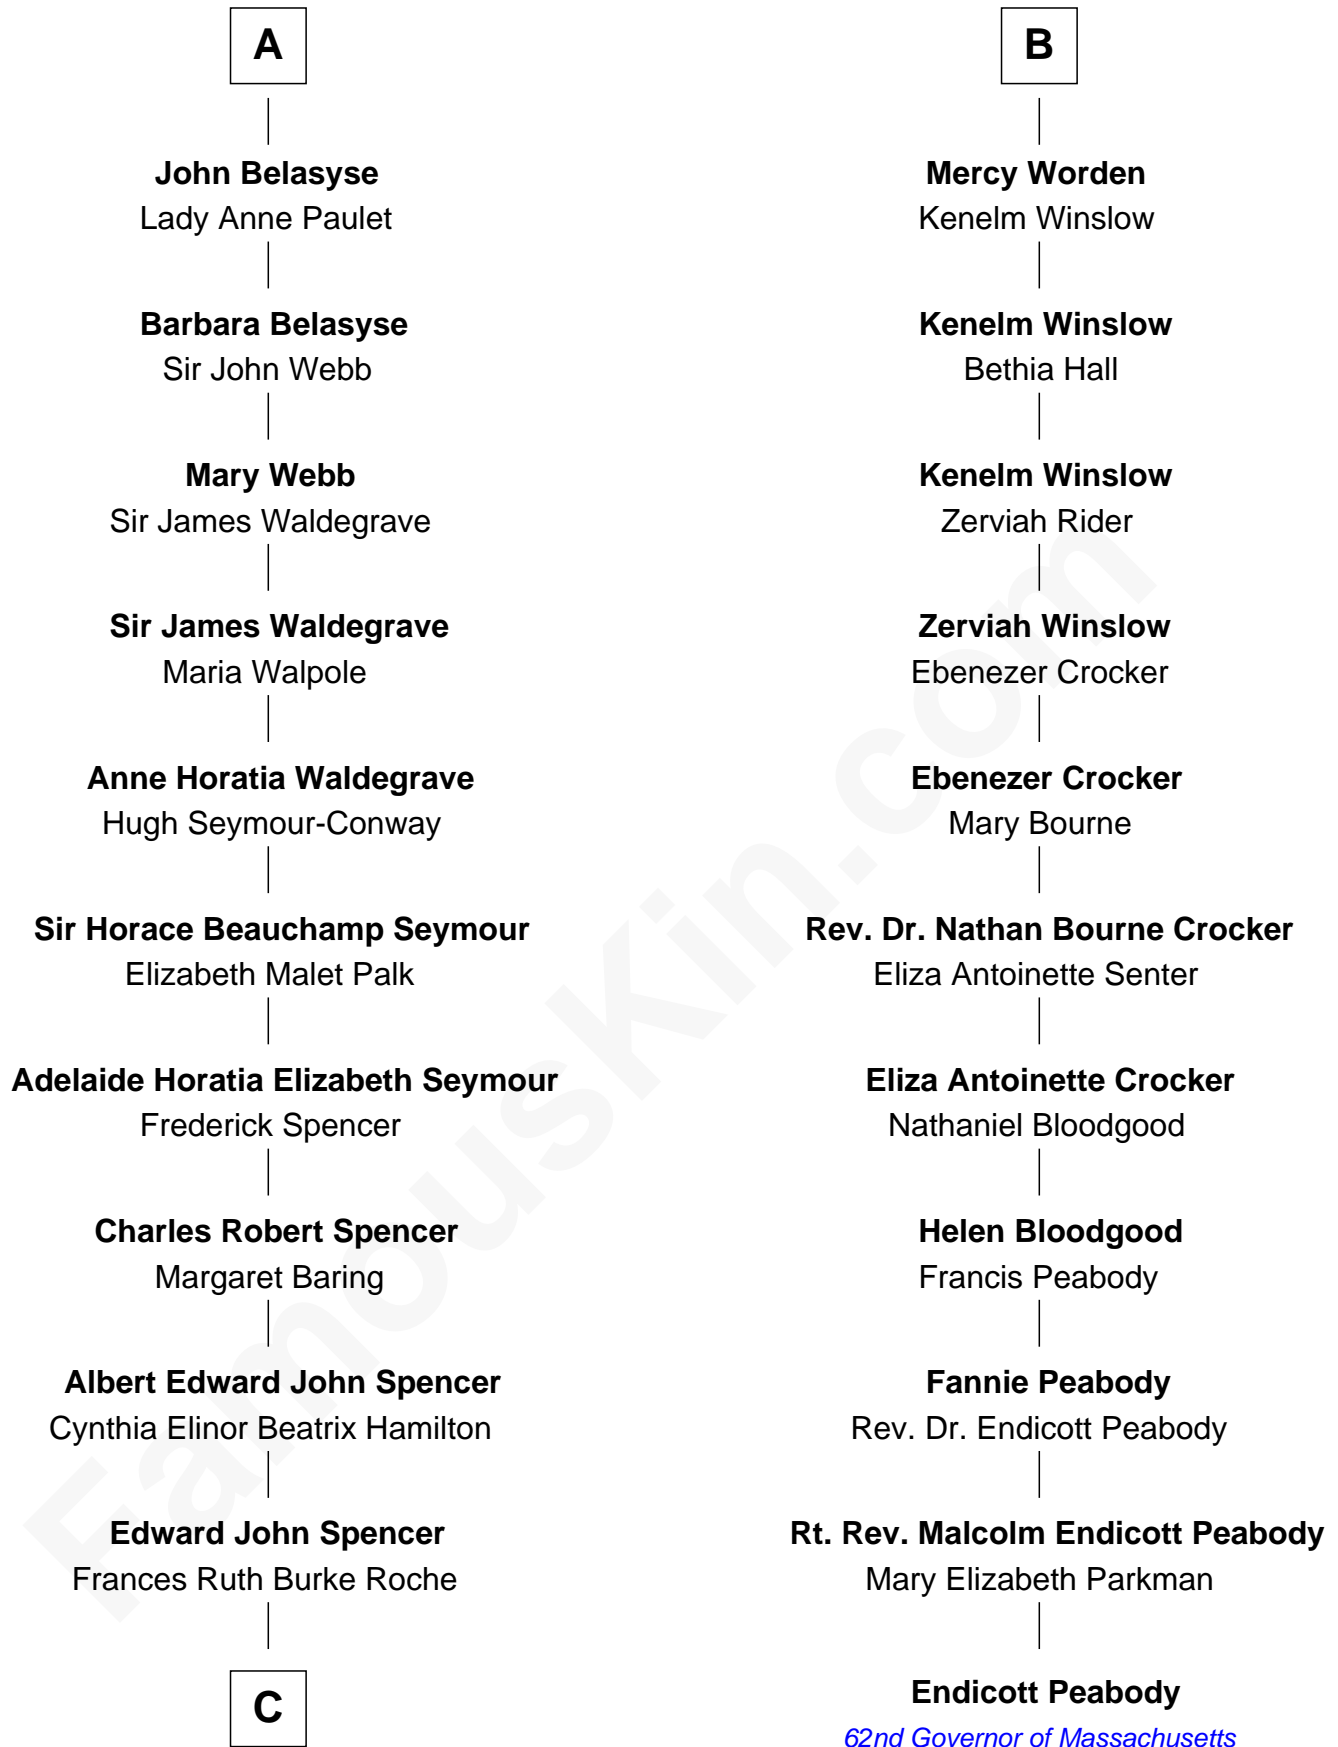 A
John Belasyse
Lady Anne Paulet
Barbara Belasyse
Sir John Webb
Mary Webb
Sir James Waldegrave
Sir James Waldegrave
Maria Walpole
Anne Horatia Waldegrave
Hugh Seymour-Conway
Sir Horace Beauchamp Seymour
Elizabeth Malet Palk
Adelaide Horatia Elizabeth Seymour
Frederick Spencer
Charles Robert Spencer
Margaret Baring
Albert Edward John Spencer
Cynthia Elinor Beatrix Hamilton
Edward John Spencer
Frances Ruth Burke Roche
C
B
Mercy Worden
Kenelm Winslow
Kenelm Winslow
Bethia Hall
Kenelm Winslow
Zerviah Rider
Zerviah Winslow
Ebenezer Crocker
Ebenezer Crocker
Mary Bourne
Rev. Dr. Nathan Bourne Crocker
Eliza Antoinette Senter
Eliza Antoinette Crocker
Nathaniel Bloodgood
Helen Bloodgood
Francis Peabody
Fannie Peabody
Rev. Dr. Endicott Peabody
Rt. Rev. Malcolm Endicott Peabody
Mary Elizabeth Parkman
Endicott Peabody
62nd Governor of Massachusetts
FamousKin.com